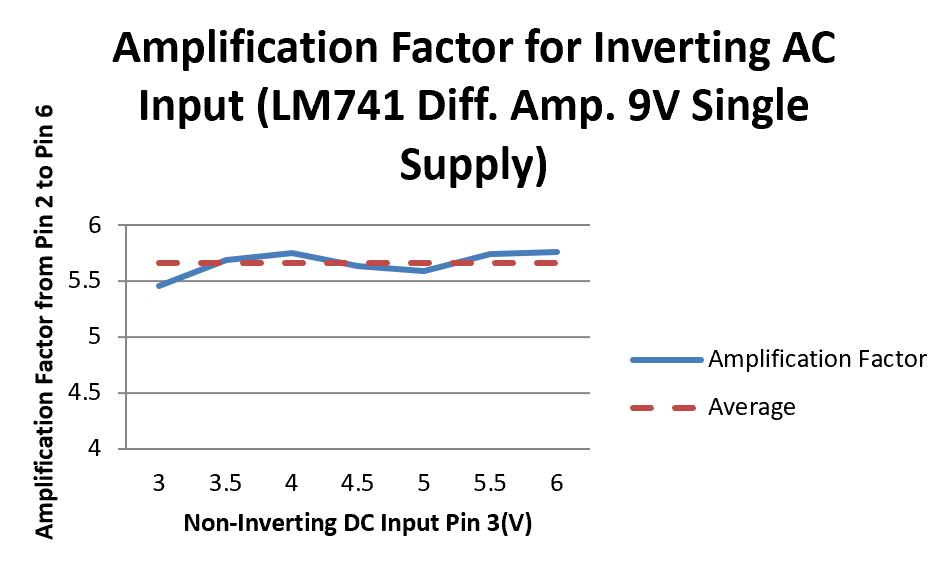 Amplification Factor for Inverting AC
Input (LM741 Diff. Amp. 9V Single
Supply)
Amplification Factor from Pin 2 to Pin 6
6
5.5
5
4.5
4
3 3.5 4 4.5 5 5.5 6
Non-Inverting DC Input Pin 3(V)
Amplification Factor
Average